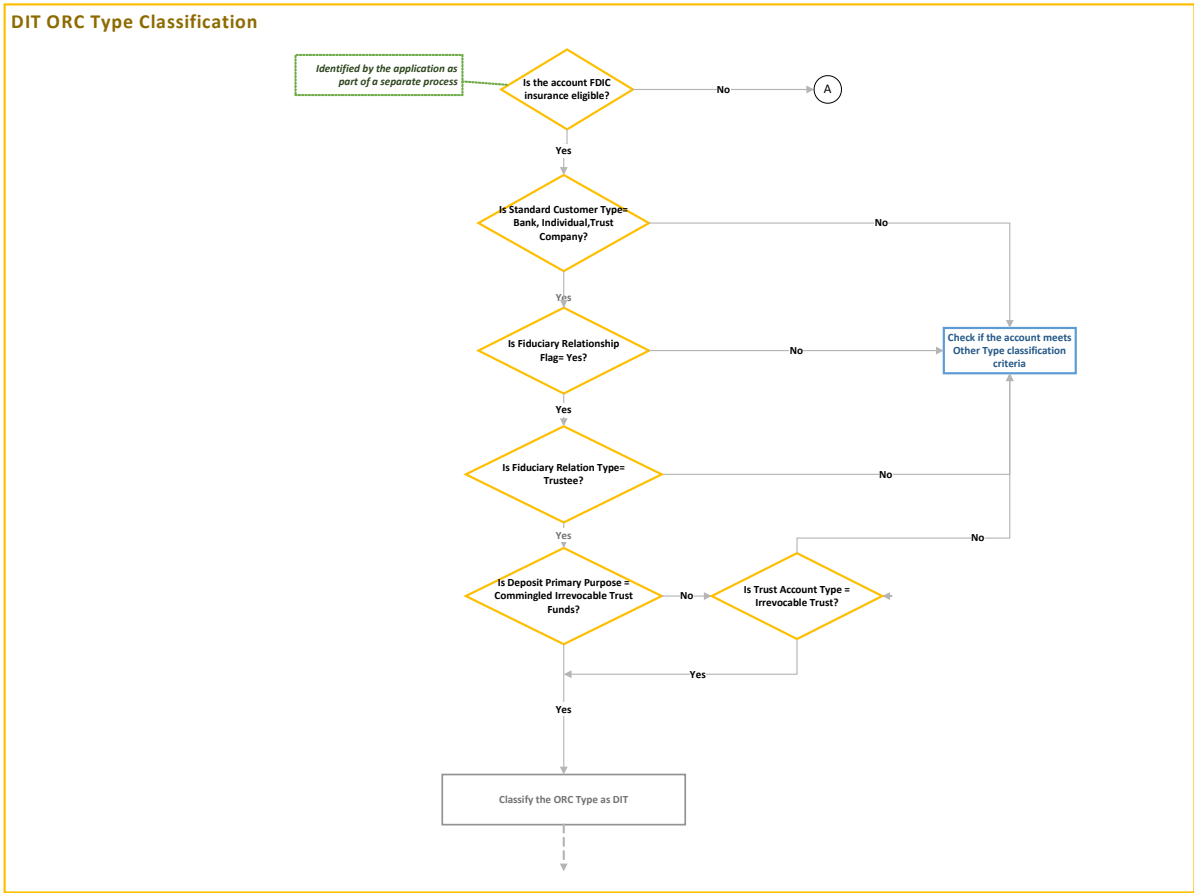 DIT ORC Type Classification
Identified by the application as
part of a separate process
Is the account FDIC
insurance eligible?
No
A
Yes
Is Standard Customer Type=
Bank, Individual,Trust
Company?
No
Yes
Is Fiduciary Relationship
Flag= Yes?
No
Check if the account meets
Other Type classification
criteria
Yes
Is Fiduciary Relation Type=
Trustee?
No
Yes
No
Is Deposit Primary Purpose =
Commingled Irrevocable Trust
Funds?
No
Is Trust Account Type =
Irrevocable Trust?
Yes
Yes
Classify the ORC Type as DIT